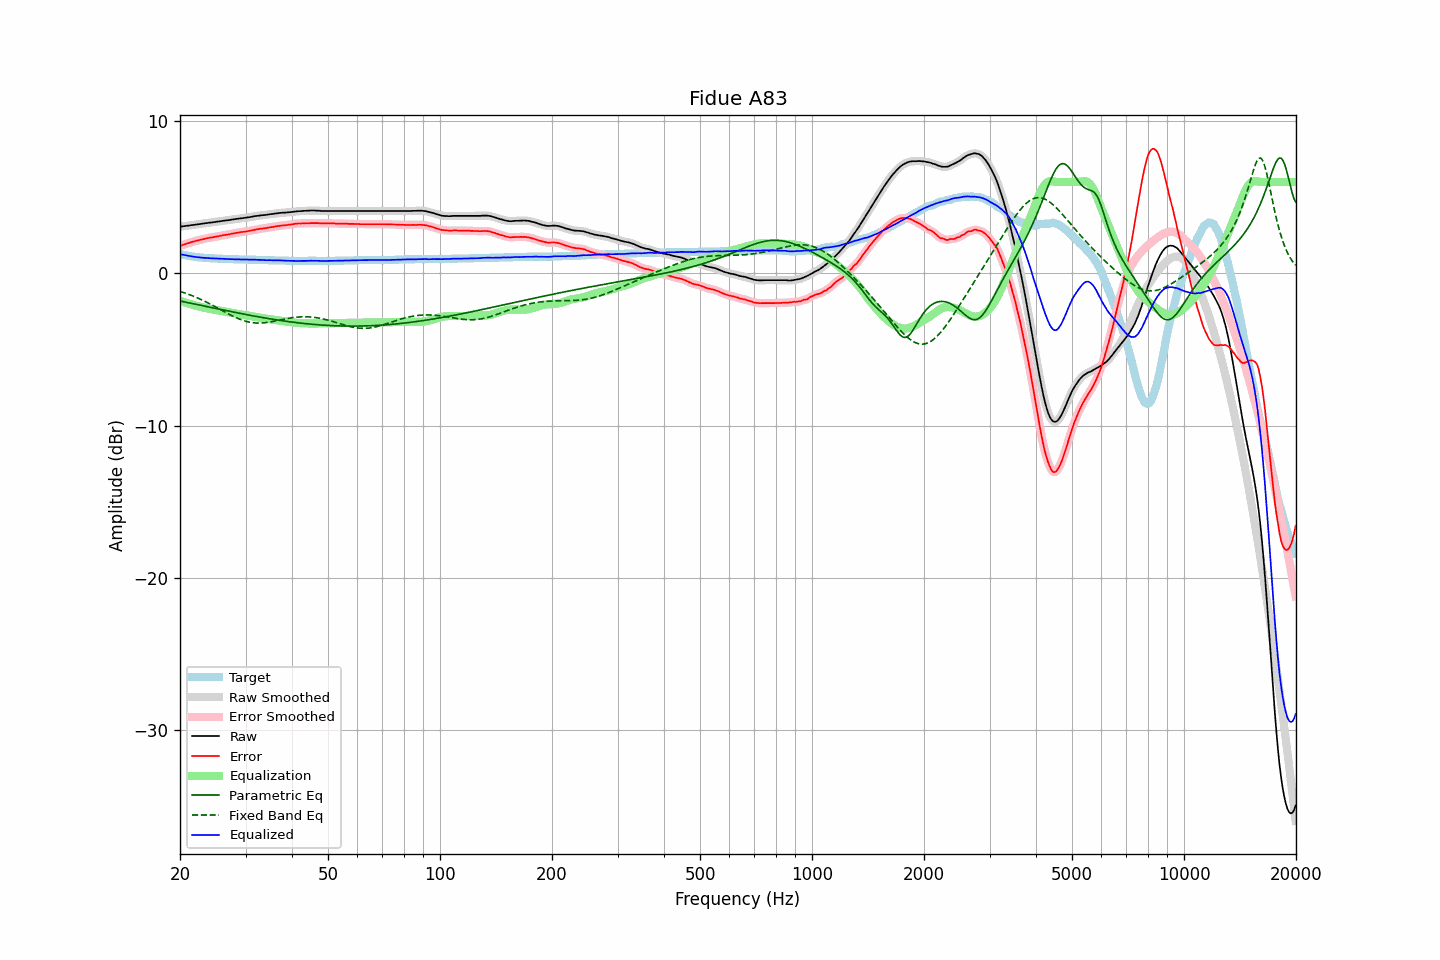 Fidue A83
10
0
−10
−20
−30
Amplitude (dBr)
20
50
100
200
500
1000
2000
5000
10000
20000
Frequency (Hz)
Target
Raw Smoothed
Error Smoothed
Raw
Error
Equalization
Parametric Eq
Fixed Band Eq
Equalized